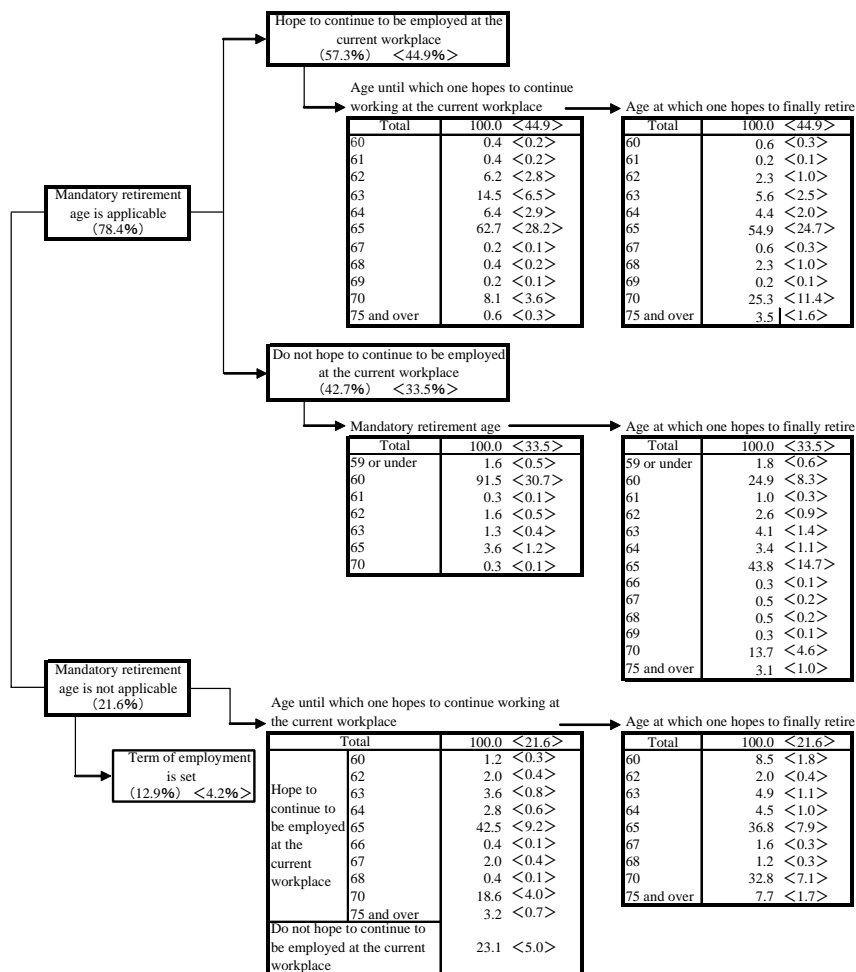 Hope to continue to be employed at the
current workplace
(57.3%) <44.9%>
Age until which one hopes to continue
working at the current workplace
Age at which one hopes to finally retire
Total 100.0 <44.9>
60 0.4 <0.2>
61 0.4 <0.2>
62 6.2 <2.8>
63 14.5 <6.5>
64 6.4 <2.9>
65 62.7 <28.2>
67 0.2 <0.1>
68 0.4 <0.2>
69 0.2 <0.1>
70 8.1 <3.6>
75 and over 0.6 <0.3>
Total 100.0 <44.9>
60 0.6 <0.3>
61 0.2 <0.1>
62 2.3 <1.0>
63 5.6 <2.5>
64 4.4 <2.0>
65 54.9 <24.7>
67 0.6 <0.3>
68 2.3 <1.0>
69 0.2 <0.1>
70 25.3 <11.4>
75 and over 3.5 <1.6>
Mandatory retirement
age is applicable
(78.4%)
Do not hope to continue to be employed
at the current workplace
(42.7%) <33.5%>
Mandatory retirement age
Age at which one hopes to finally retire
Total 100.0 <33.5>
59 or under 1.6 <0.5>
60 91.5 <30.7>
61 0.3 <0.1>
62 1.6 <0.5>
63 1.3 <0.4>
65 3.6 <1.2>
70 0.3 <0.1>
Total 100.0 <33.5>
59 or under 1.8 <0.6>
60 24.9 <8.3>
61 1.0 <0.3>
62 2.6 <0.9>
63 4.1 <1.4>
64 3.4 <1.1>
65 43.8 <14.7>
66 0.3 <0.1>
67 0.5 <0.2>
68 0.5 <0.2>
69 0.3 <0.1>
70 13.7 <4.6>
75 and over 3.1 <1.0>
Mandatory retirement
age is not applicable
(21.6%)
Term of employment
is set
(12.9%) <4.2%>
Age until which one hopes to continue working at
the current workplace
Age at which one hopes to finally retire
Total 100.0 <21.6>
Hope to
continue to
be employed
at the
current
workplace
60 1.2 <0.3>
62 2.0 <0.4>
63 3.6 <0.8>
64 2.8 <0.6>
65 42.5 <9.2>
66 0.4 <0.1>
67 2.0 <0.4>
68 0.4 <0.1>
70 18.6 <4.0>
75 and over 3.2 <0.7>
Do not hope to continue to
be employed at the current 23.1 <5.0>
workplace
Total 100.0 <21.6>
60 8.5 <1.8>
62 2.0 <0.4>
63 4.9 <1.1>
64 4.5 <1.0>
65 36.8 <7.9>
67 1.6 <0.3>
68 1.2 <0.3>
70 32.8 <7.1>
75 and over 7.7 <1.7>